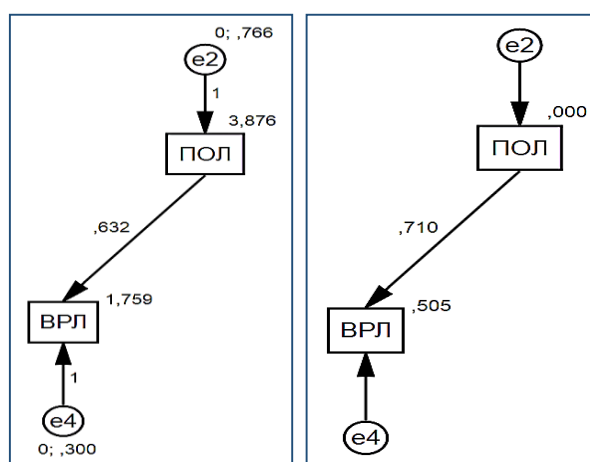 0; ,766
e2
1
3,876
ПОЛ
,632
1,759
ВРЛ
1
e4
0; ,300
e2
,000
ПОЛ
,710
,505
ВРЛ
e4